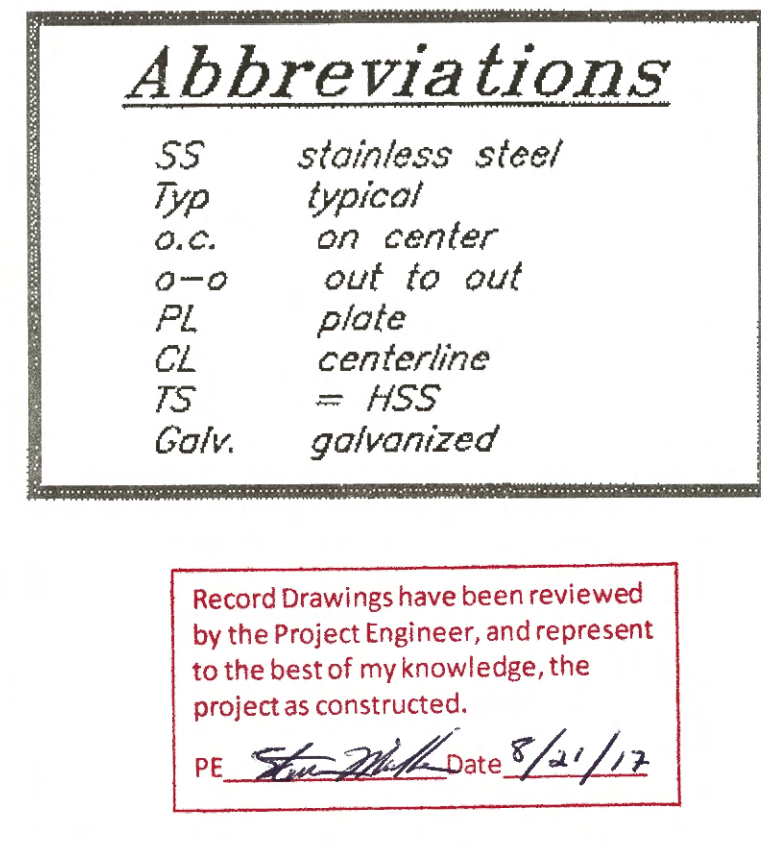 Abbreviations
SS stainless steel
Typ typical
o.c. on center
o-o out to out
PL plate
CL centerline
TS = HSS
Galv. galvanized
Record Drawings have been reviewed
by the Project Engineer, and represent
to the best of my knowledge, the
project as constructed.
PE Date 8/21/17